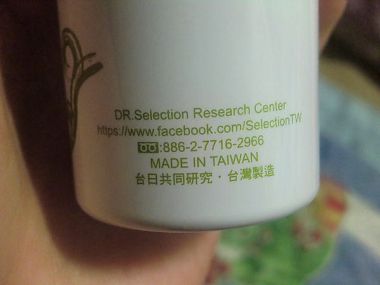 DR.Selection Research Center
https://www.facebook.com/SelectionTW
:886-2-7716-2966
MADE IN TAIWAN
台日共同研究．台灣製造